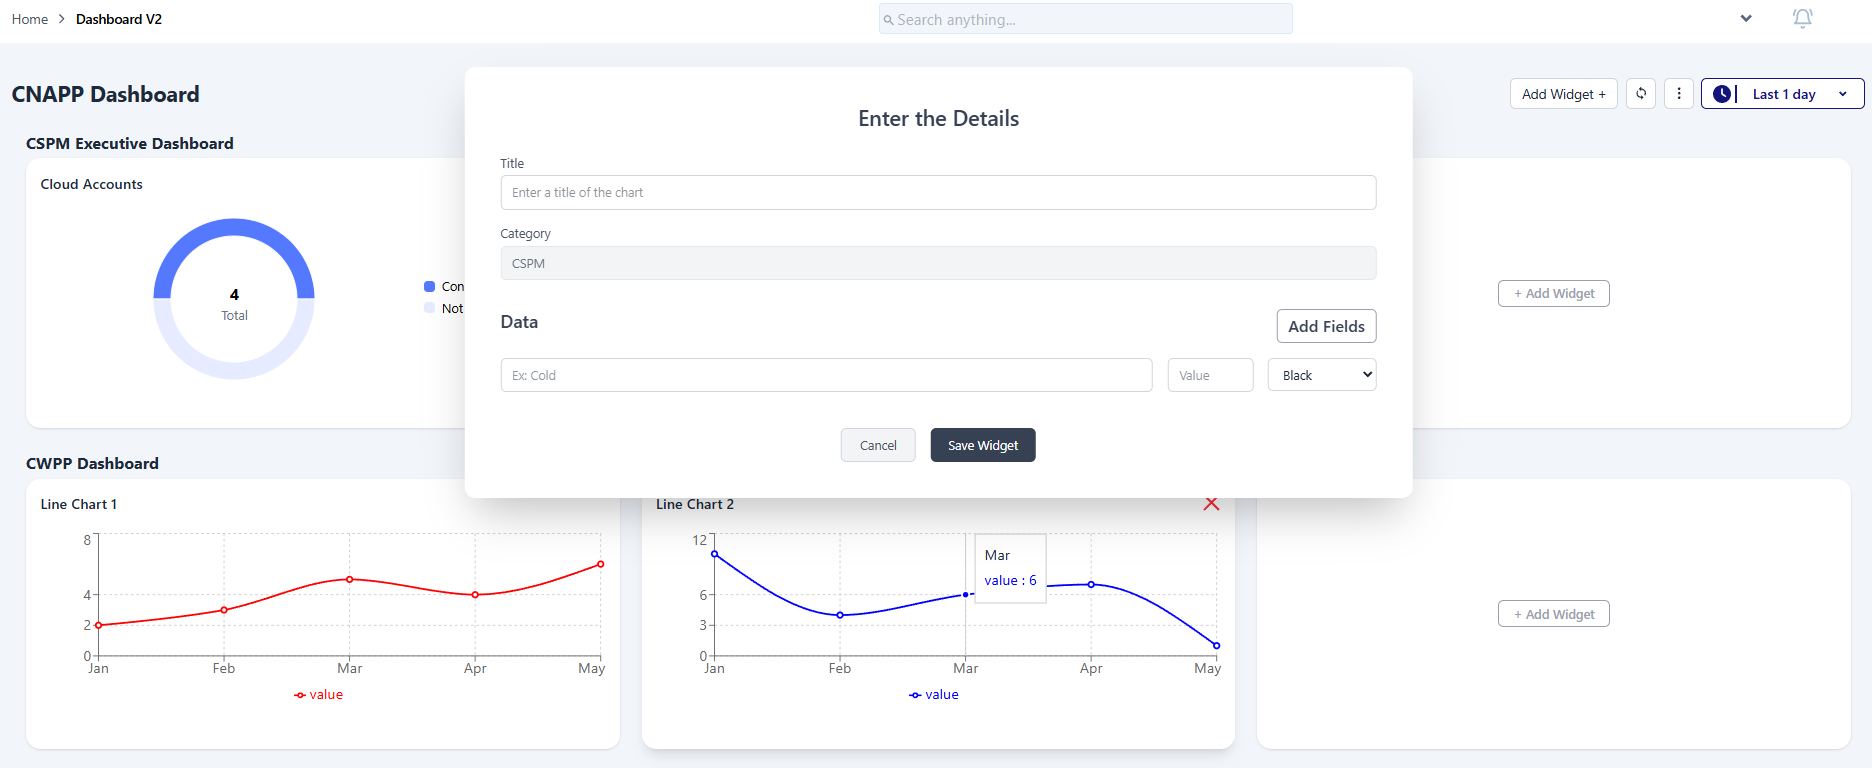 Home > Dashboard V2
Search anything...
CNAPP Dashboard
Add Widget +
Last 1 day
CSPM Executive Dashboard
Cloud Accounts
4
Total
Con
Not
Enter the Details
Title
Enter a title of the chart
Category
CSPM
Data
Add Fields
Ex: Cold
Value
Black
Cancel
Save Widget
+ Add Widget
CWPP Dashboard
Line Chart 1
8
4
2
0
Jan Feb Mar Apr May
value
Line Chart 2
12
6
3
0
Mar
value : 6
Jan Feb Mar Apr May
value
+ Add Widget